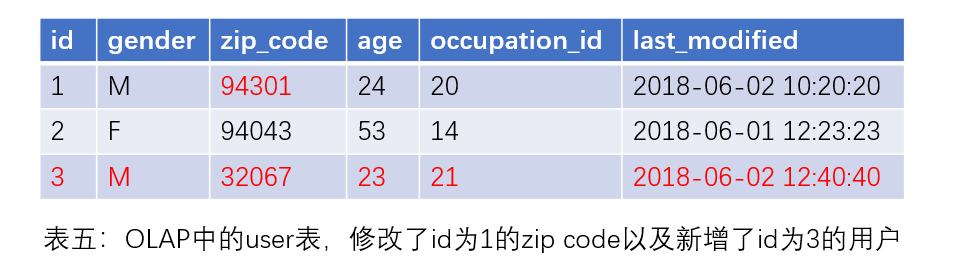 id gender zip_code age occupation_id last_modified
1 M 94301 24 20 2018-06-02 10:20:20
2 F 94043 53 14 2018-06-01 12:23:23
3 M 32067 23 21 2018-06-02 12:40:40
表五：OLAP中的user表，修改了id为1的zip code以及新增了id为3的用户